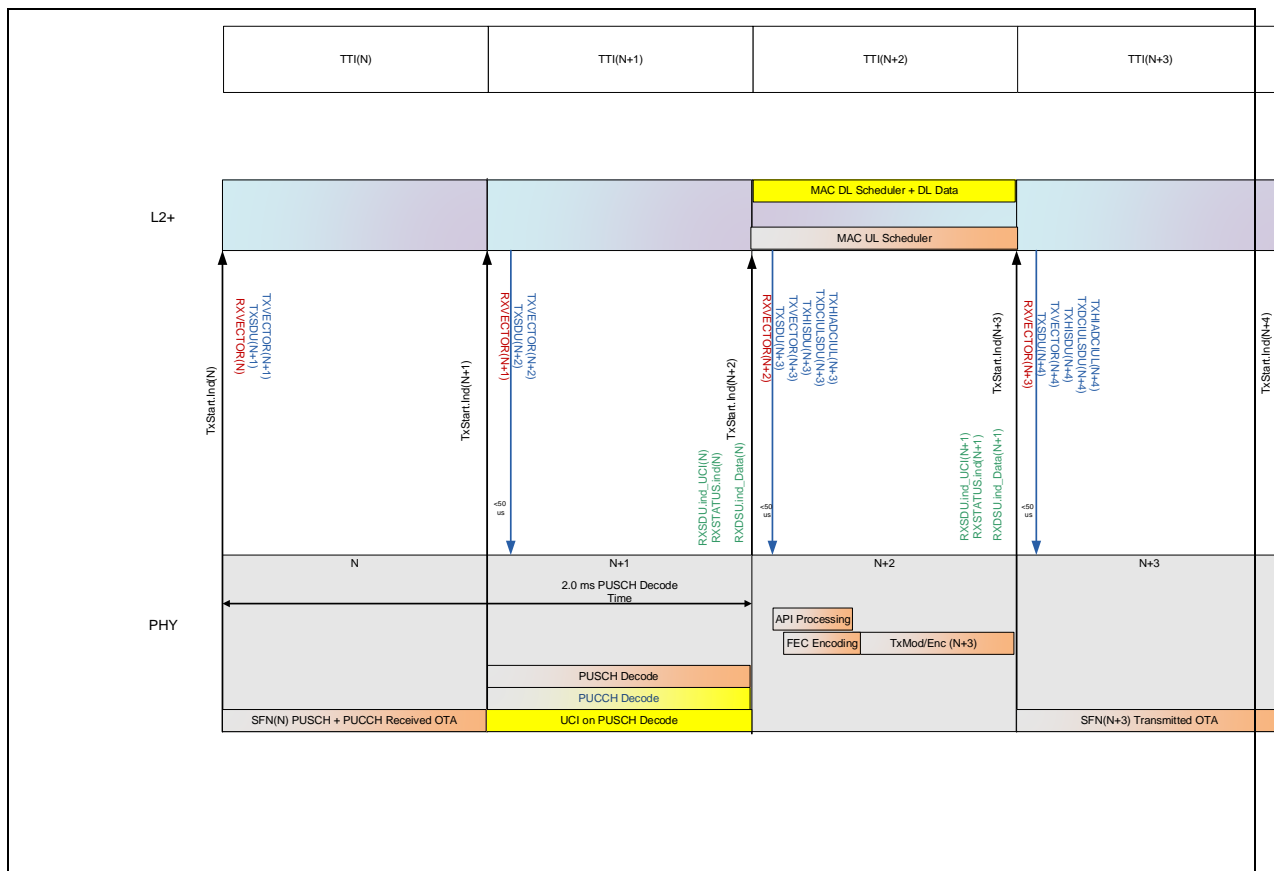 TTI(N)
TTI(N+1)
TTI(N+2)
TTI(N+3)
L2+
MAC DL Scheduler + DL Data
MAC UL Scheduler
TxStart.Ind(N)
RXVECTOR(N)
TXSDU(N+1)
TXVECTOR(N+1)
TxStart.Ind(N+1)
RXVECTOR(N+1)
TXSDU(N+2)
TXVECTOR(N+2)
<50
us
RXSDU.ind_UCI(N)
RXSTATUS.ind(N)
RXDSU.ind_Data(N)
TxStart.Ind(N+2)
RXVECTOR(N+2)
TXSDU(N+3)
TXVECTOR(N+3)
TXHISDU(N+3)
TXDCIULSDU(N+3)
TXHIADCIUL(N+3)
<50
us
RXSDU.ind_UCI(N+1)
RXSTATUS.ind(N+1)
RXDSU.ind_Data(N+1)
TxStart.Ind(N+3)
RXVECTOR(N+3)
TXSDU(N+4)
TXVECTOR(N+4)
TXHISDU(N+4)
TXDCIULSDU(N+4)
TXHIADCIUL(N+4)
<50
us
TxStart.Ind(N+4)
PHY
N
N+1
N+2
N+3
2.0 ms PUSCH Decode
Time
API Processing
FEC Encoding
TxMod/Enc (N+3)
PUSCH Decode
PUCCH Decode
SFN(N) PUSCH + PUCCH Received OTA
UCI on PUSCH Decode
SFN(N+3) Transmitted OTA